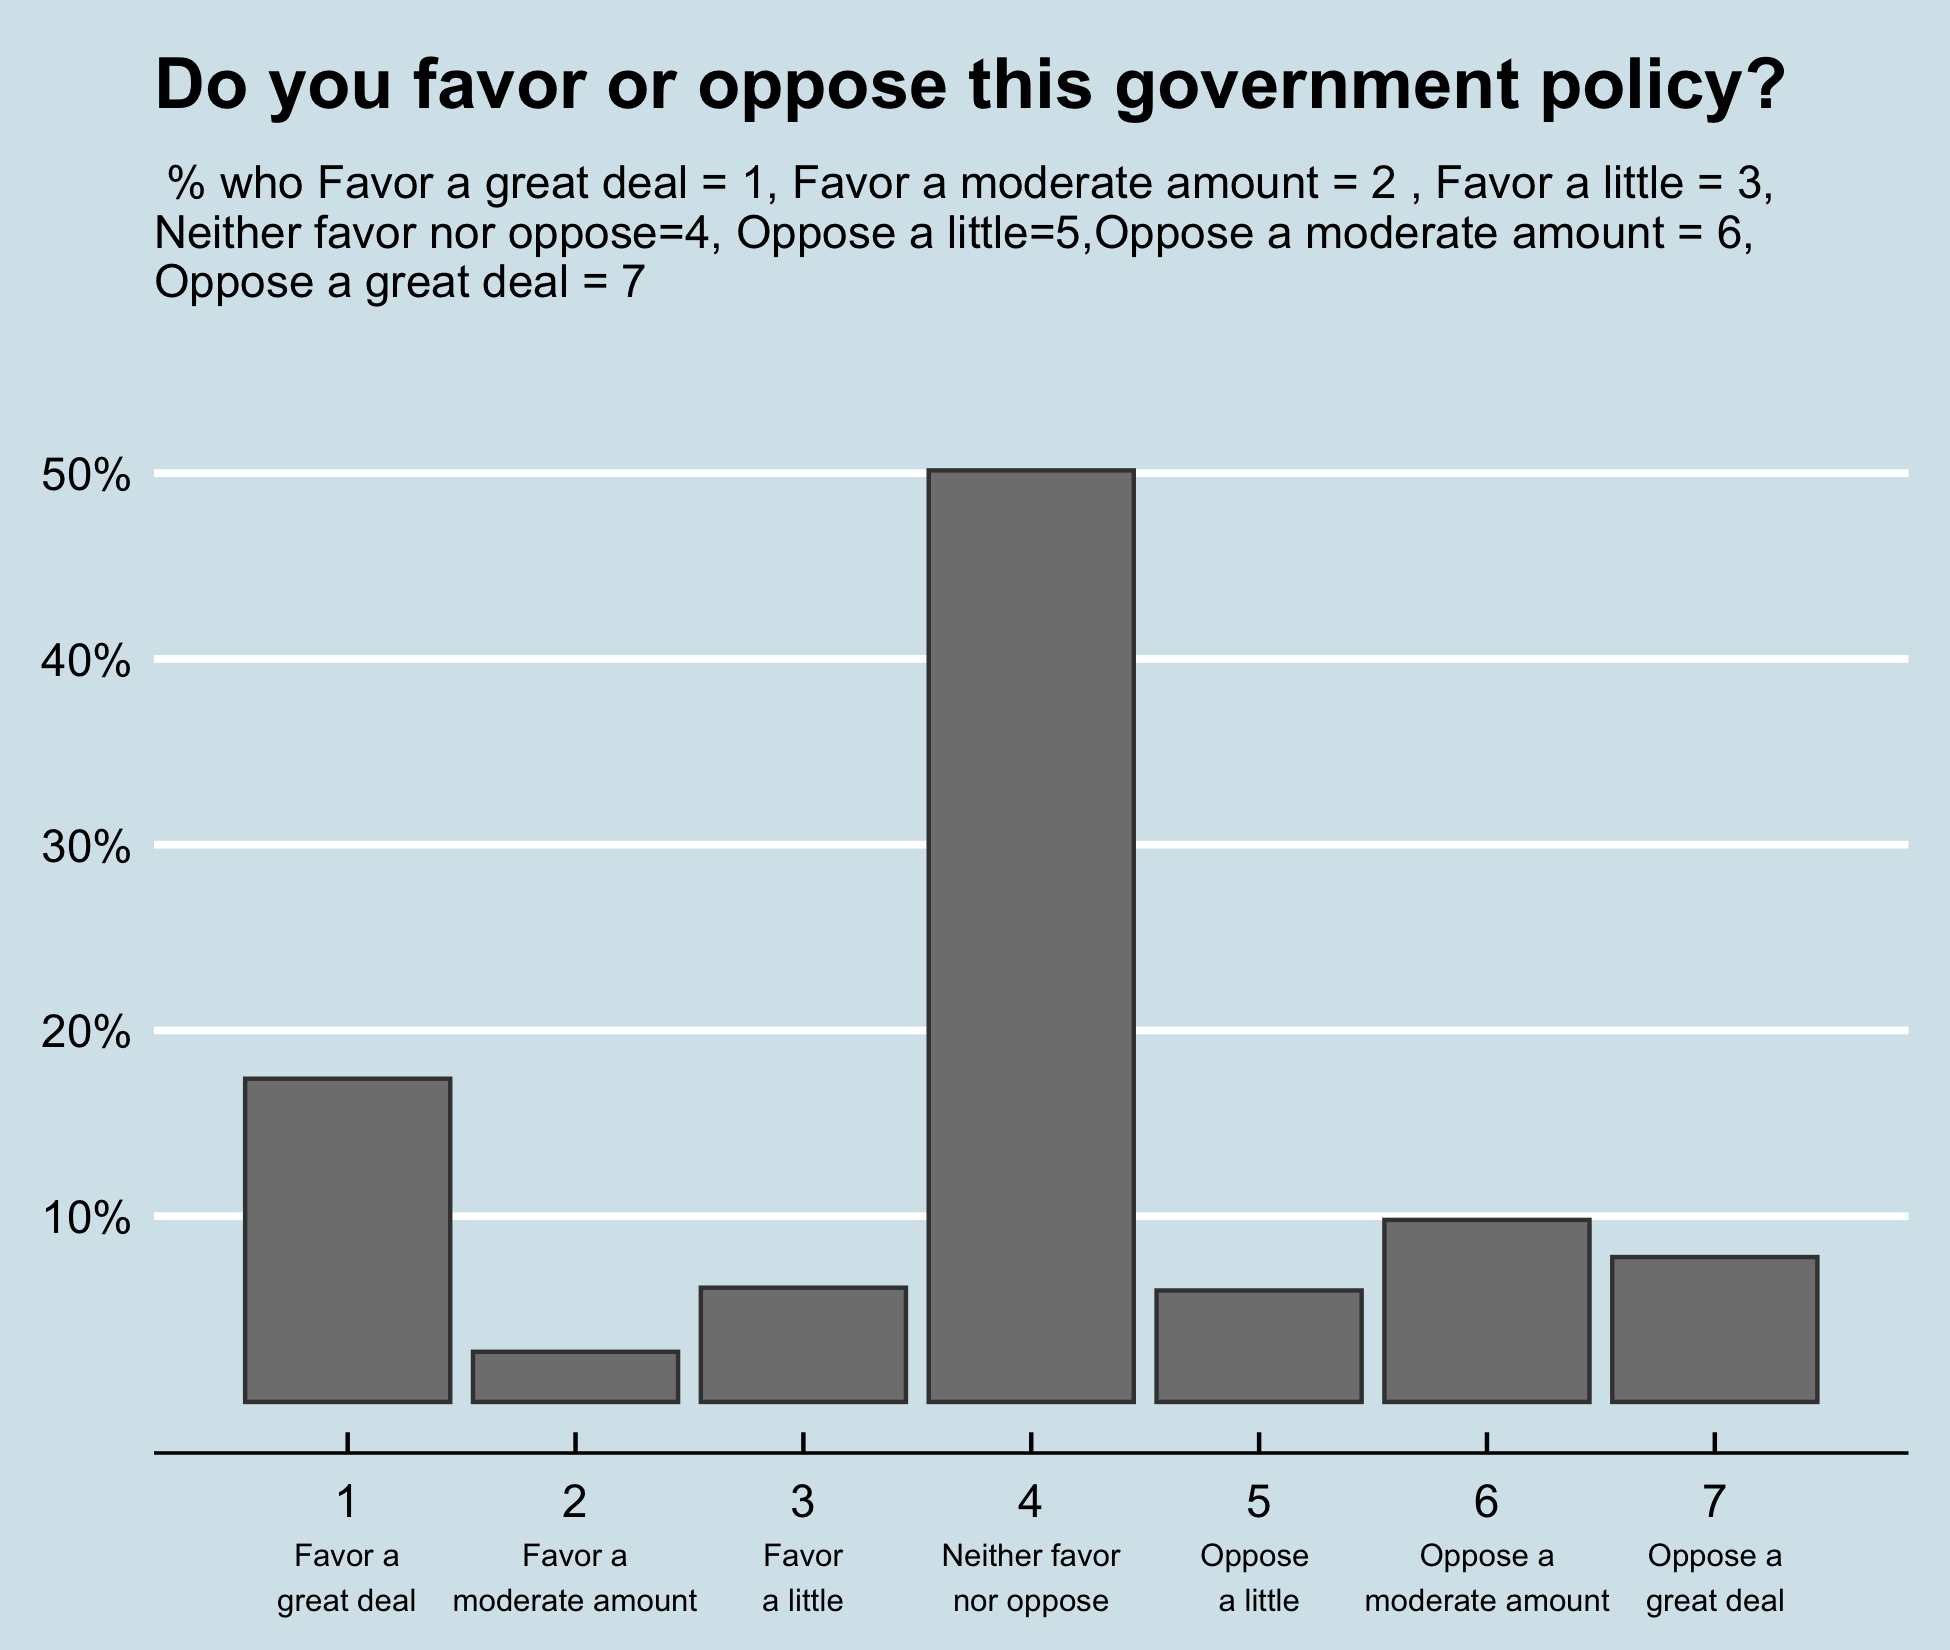 Do you favor or oppose this government policy?
% who Favor a great deal = 1, Favor a moderate amount = 2 , Favor a little = 3,
Neither favor nor oppose=4, Oppose a little=5,Oppose a moderate amount = 6,
Oppose a great deal = 7
50%
40%
30%
20%
10%
1 2 3 4 5 6 7
Favor a Favor a Favor Neither favor Oppose Oppose a Oppose a
great deal moderate amount a little nor oppose a little moderate amount great deal